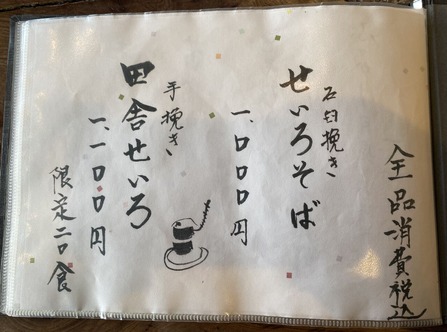 全品消費税込
石臼挽き
せいろそば
一、〇〇〇円
手挽き
田舎せいろ
一、一〇〇円
限定二〇食